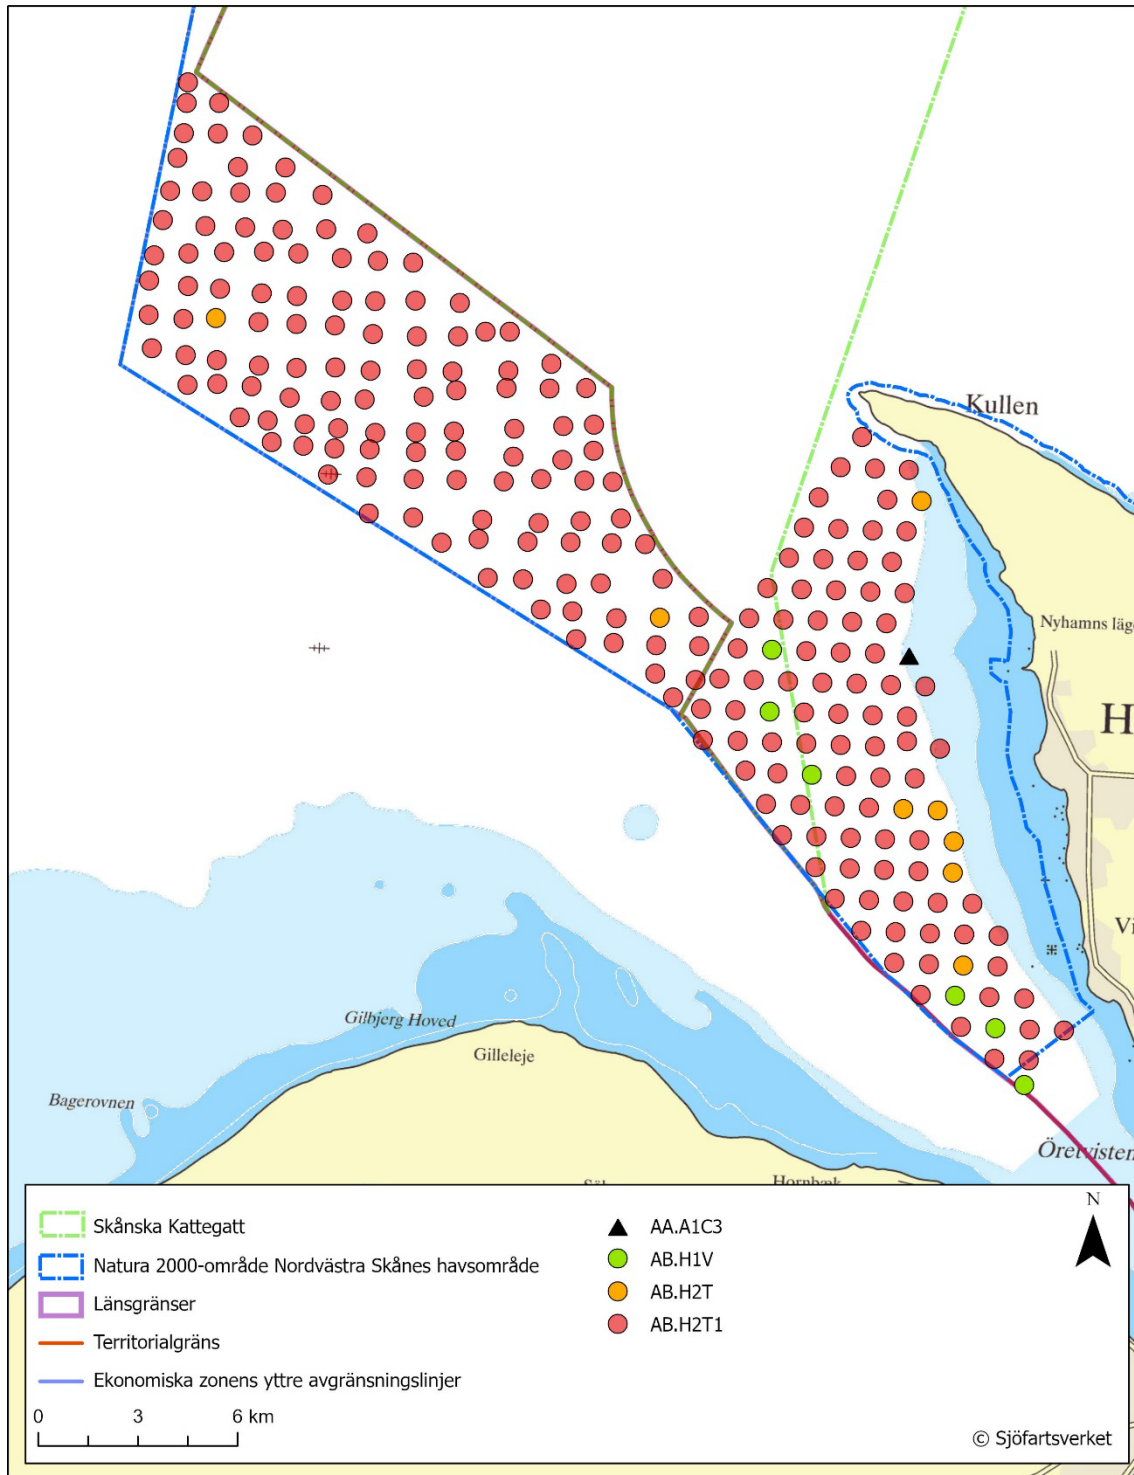 Kullen
Nyhamns läge
H
Vi
Gilbjerg Hoved
Gilleleje
Bagerovnen
Öretvisten
Hornbæk
Skånska Kattegatt
Natura 2000-område Nordvästra Skånes havsområde
Länsgränser
Territorialgräns
Ekonomiska zonens yttre avgränsningslinjer
0 3 6 km
AA.A1C3
AB.H1V
AB.H2T
AB.H2T1
N
© Sjöfartsverket